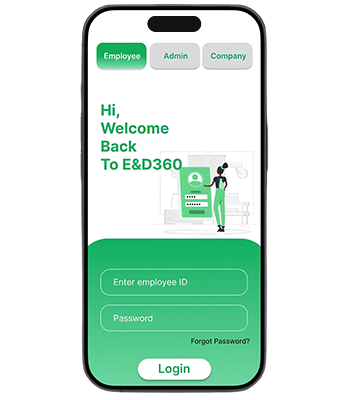 Employee
Admin
Company
Hi,
Welcome
Back
To E&D360
Enter employee ID
Password
Forgot Password?
Login